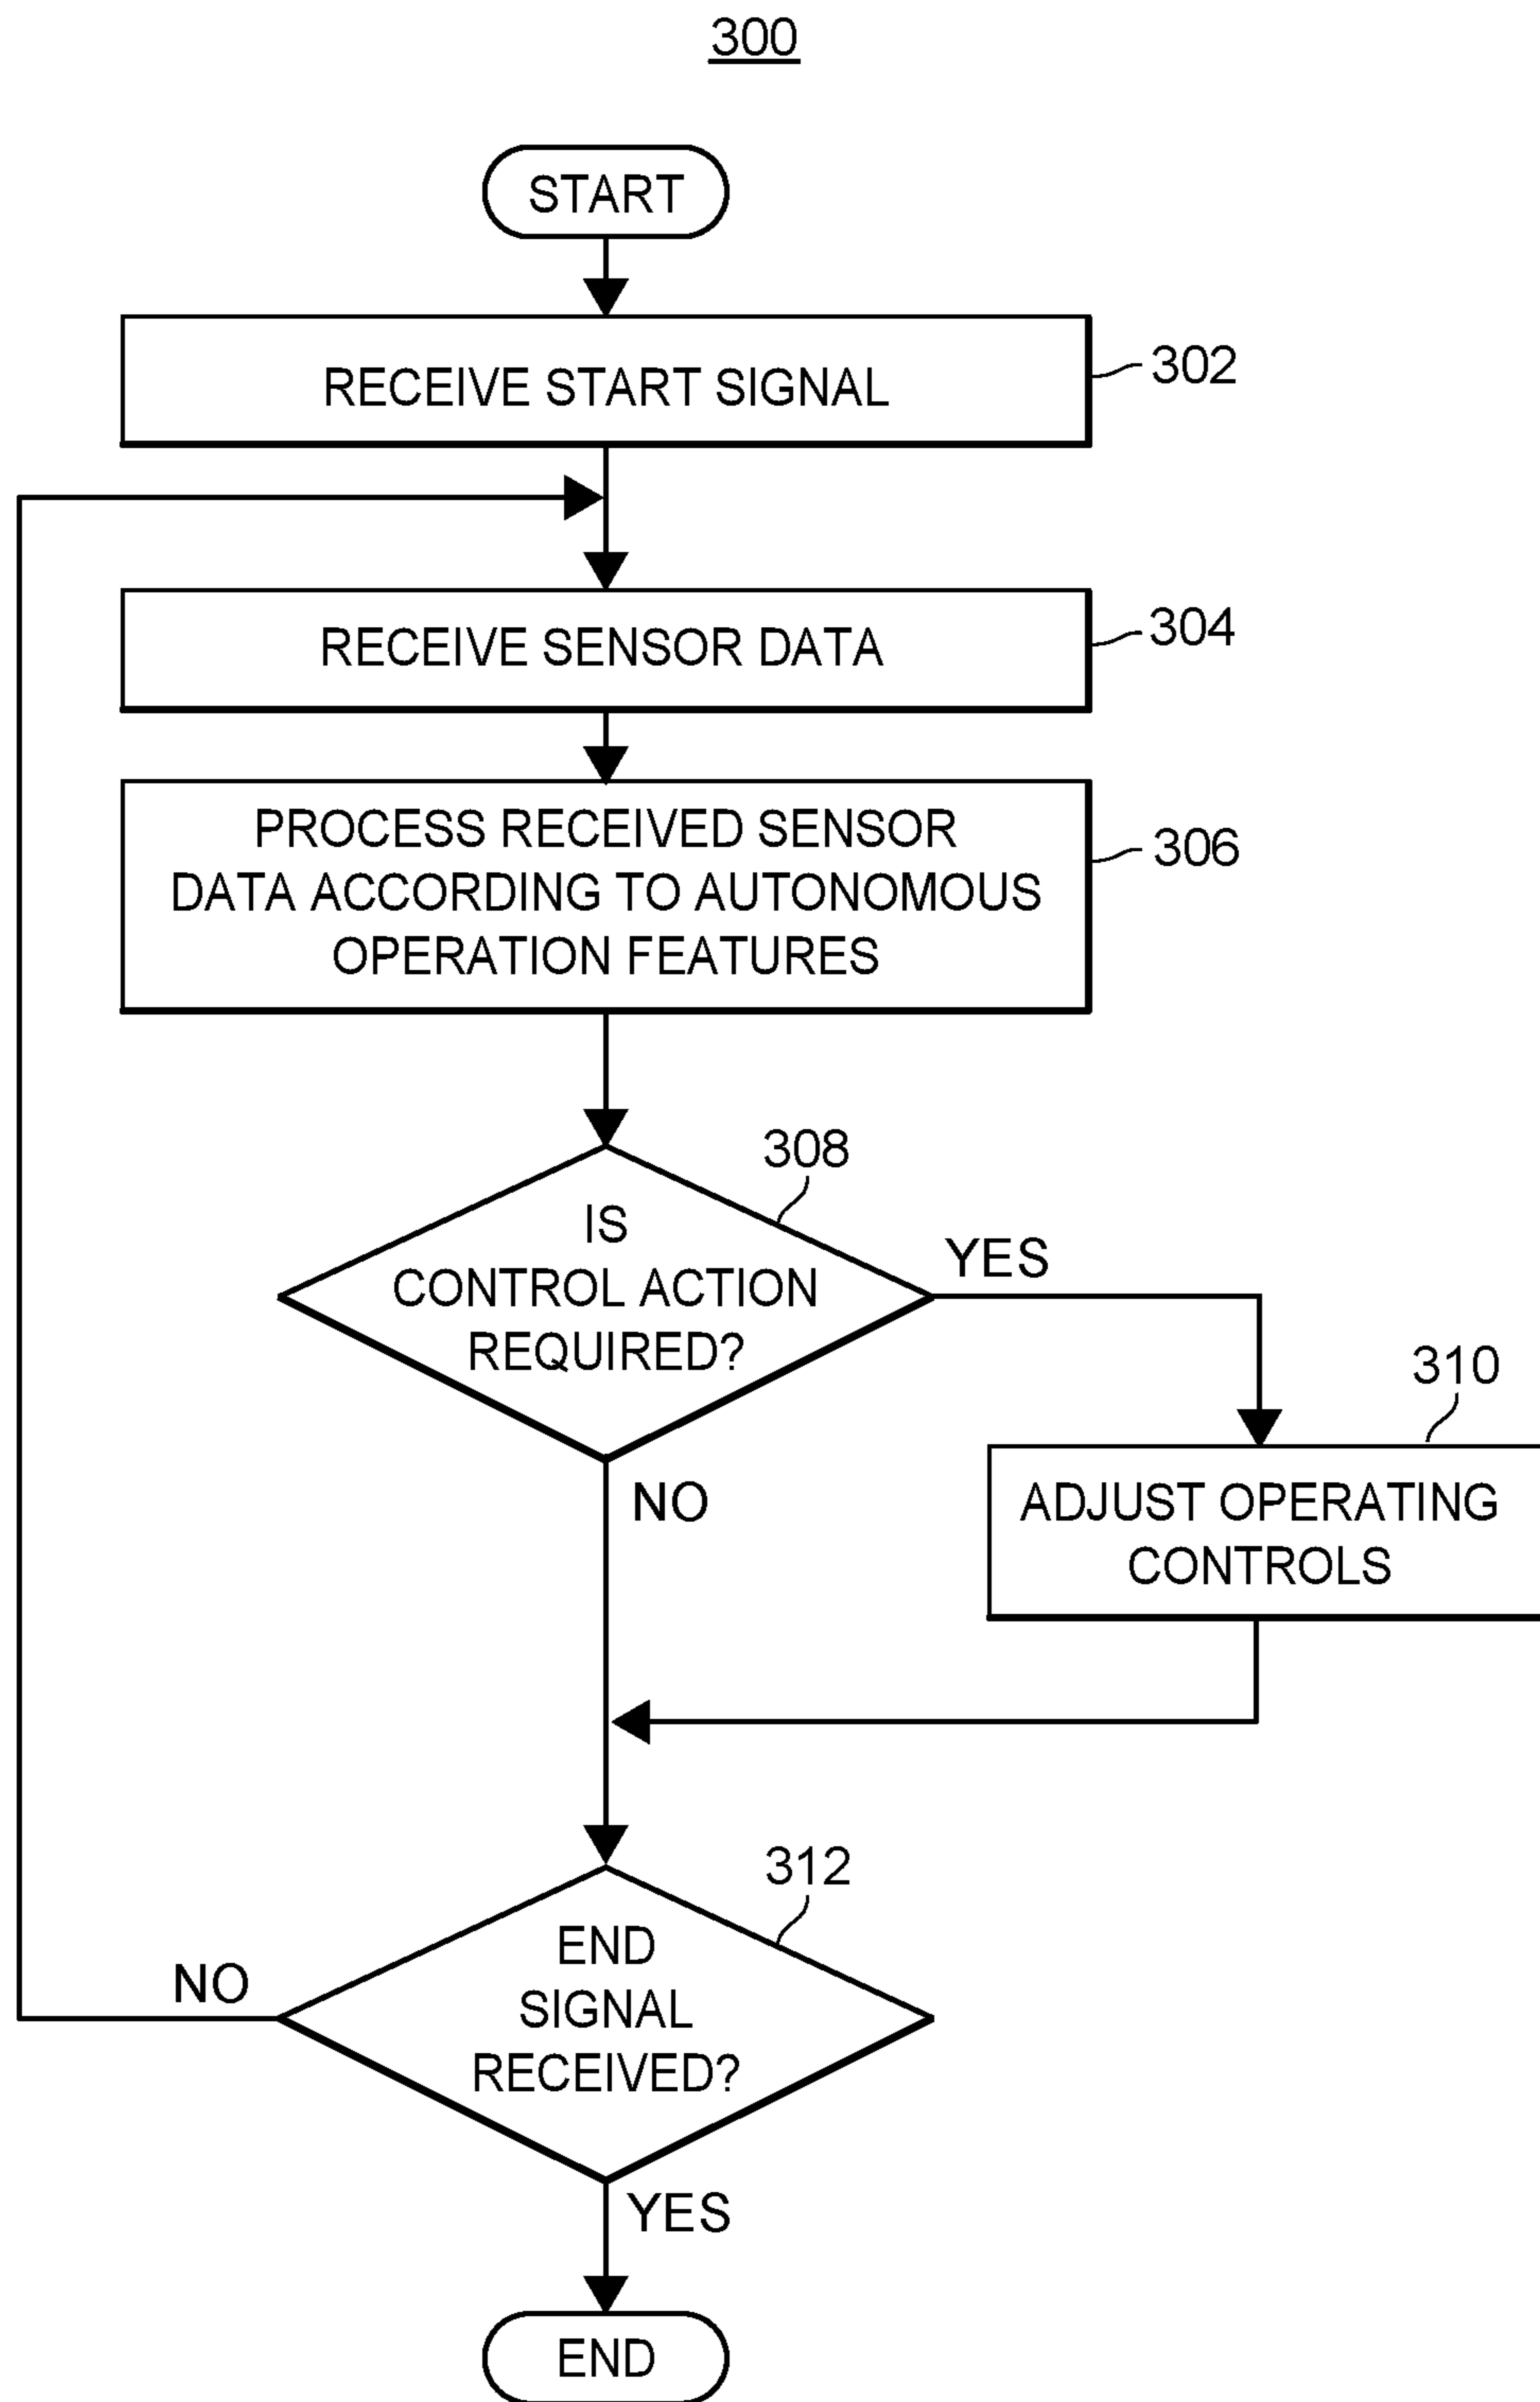 300
START
RECEIVE START SIGNAL
302
RECEIVE SENSOR DATA
304
PROCESS RECEIVED SENSOR
DATA ACCORDING TO AUTONOMOUS
OPERATION FEATURES
306
308
IS
CONTROL ACTION
REQUIRED?
YES
NO
310
ADJUST OPERATING
CONTROLS
312
END
SIGNAL
RECEIVED?
NO
YES
END